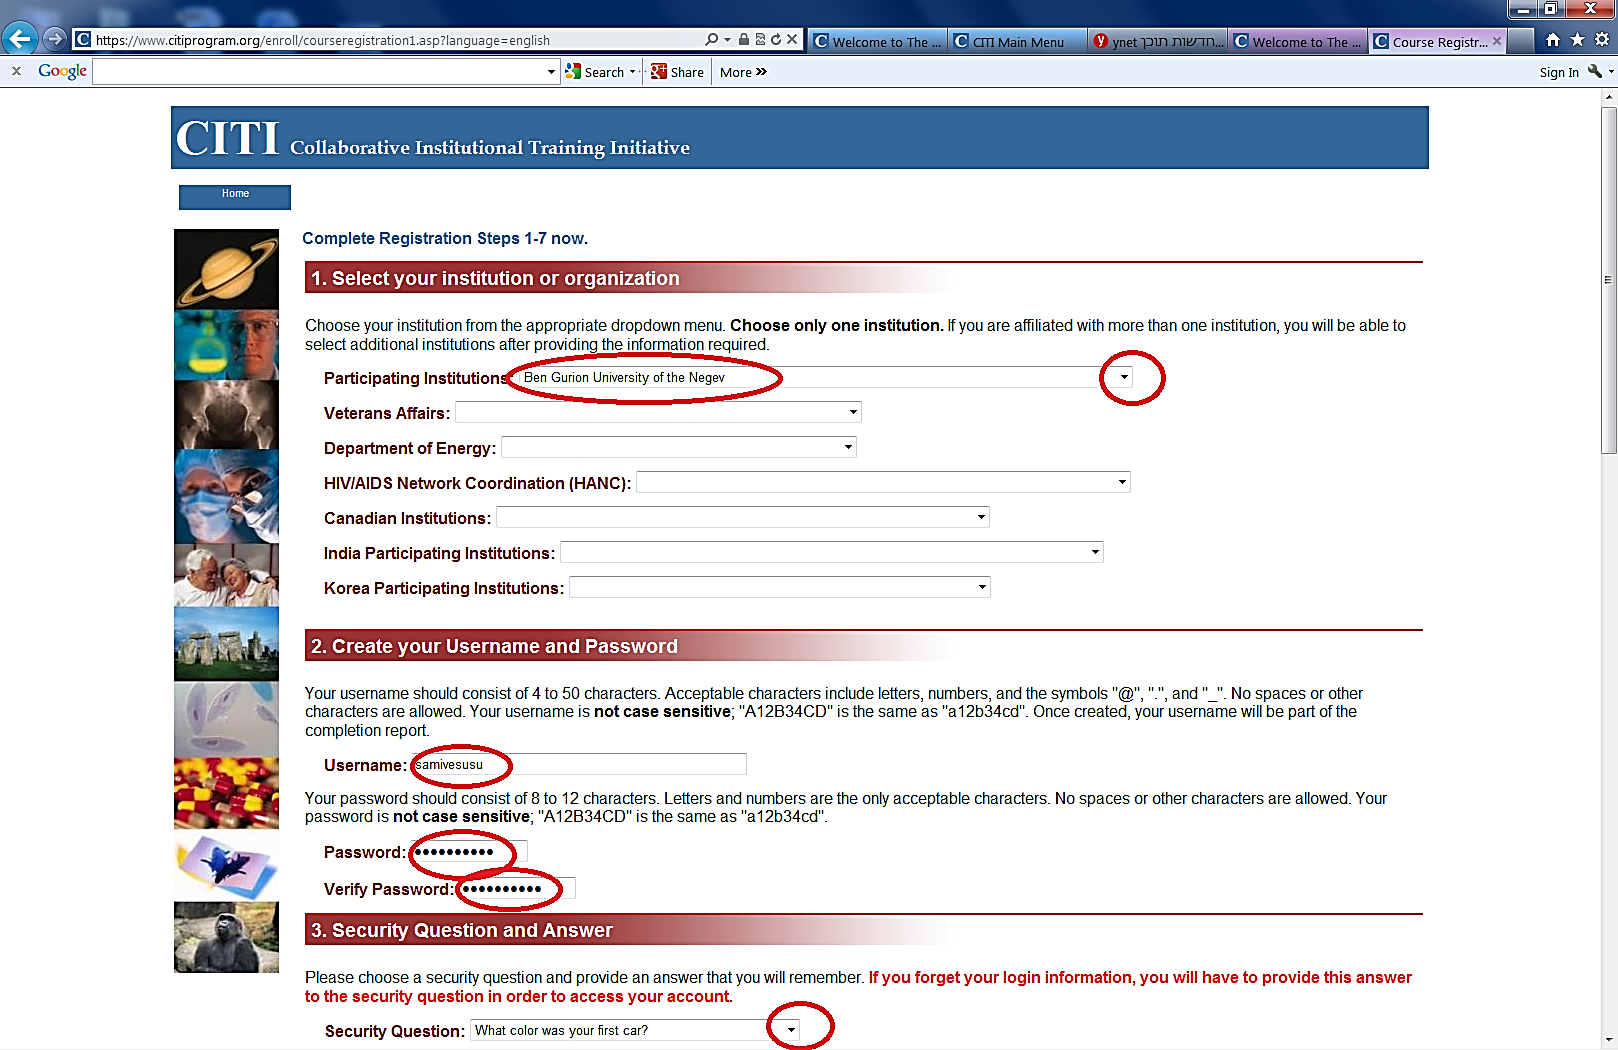 https://www.citiprogram.org/enroll/courseregistration1.asp?language=english
Welcome to The ...
CITI Main Menu
ynet חדשות תוכן...
Welcome to The ...
Course Registr...
Google
Search
Share
More »
Sign In
CITI Collaborative Institutional Training Initiative
Home
Complete Registration Steps 1-7 now.
1. Select your institution or organization
Choose your institution from the appropriate dropdown menu. Choose only one institution. If you are affiliated with more than one institution, you will be able to
select additional institutions after providing the information required.
Participating Institutions: Ben Gurion University of the Negev
Veterans Affairs:
Department of Energy:
HIV/AIDS Network Coordination (HANC):
Canadian Institutions:
India Participating Institutions:
Korea Participating Institutions:
2. Create your Username and Password
Your username should consist of 4 to 50 characters. Acceptable characters include letters, numbers, and the symbols "@", ".", and "_". No spaces or other
characters are allowed. Your username is not case sensitive; "A12B34CD" is the same as "a12b34cd". Once created, your username will be part of the
completion report.
Username: samivesusu
Your password should consist of 8 to 12 characters. Letters and numbers are the only acceptable characters. No spaces or other characters are allowed. Your
password is not case sensitive; "A12B34CD" is the same as "a12b34cd".
Password: ••••••••••
Verify Password: ••••••••••
3. Security Question and Answer
Please choose a security question and provide an answer that you will remember. If you forget your login information, you will have to provide this answer
to the security question in order to access your account.
Security Question: What color was your first car?